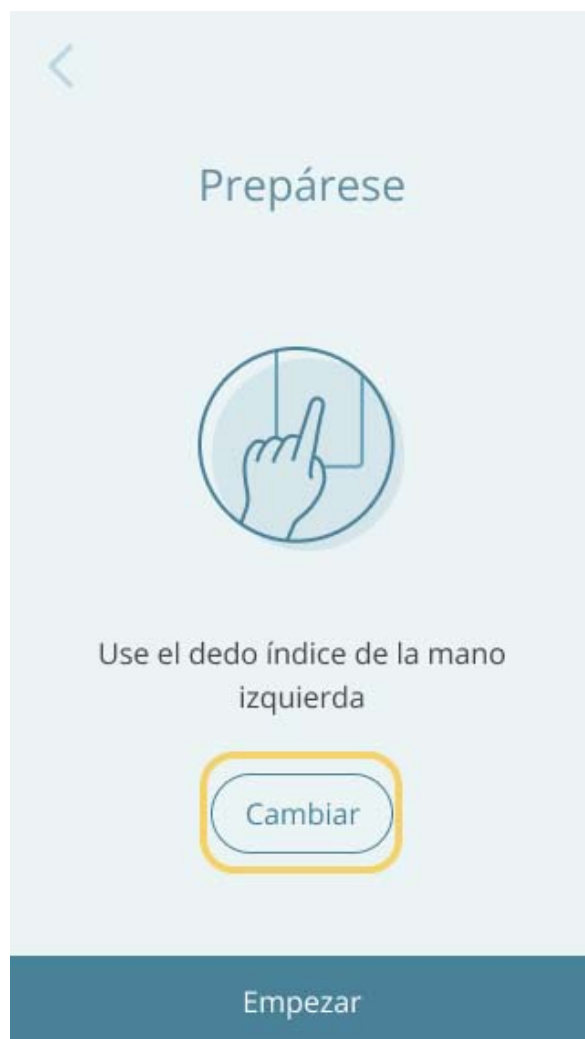 Prepárese
Use el dedo índice de la mano
izquierda
Cambiar
Empezar